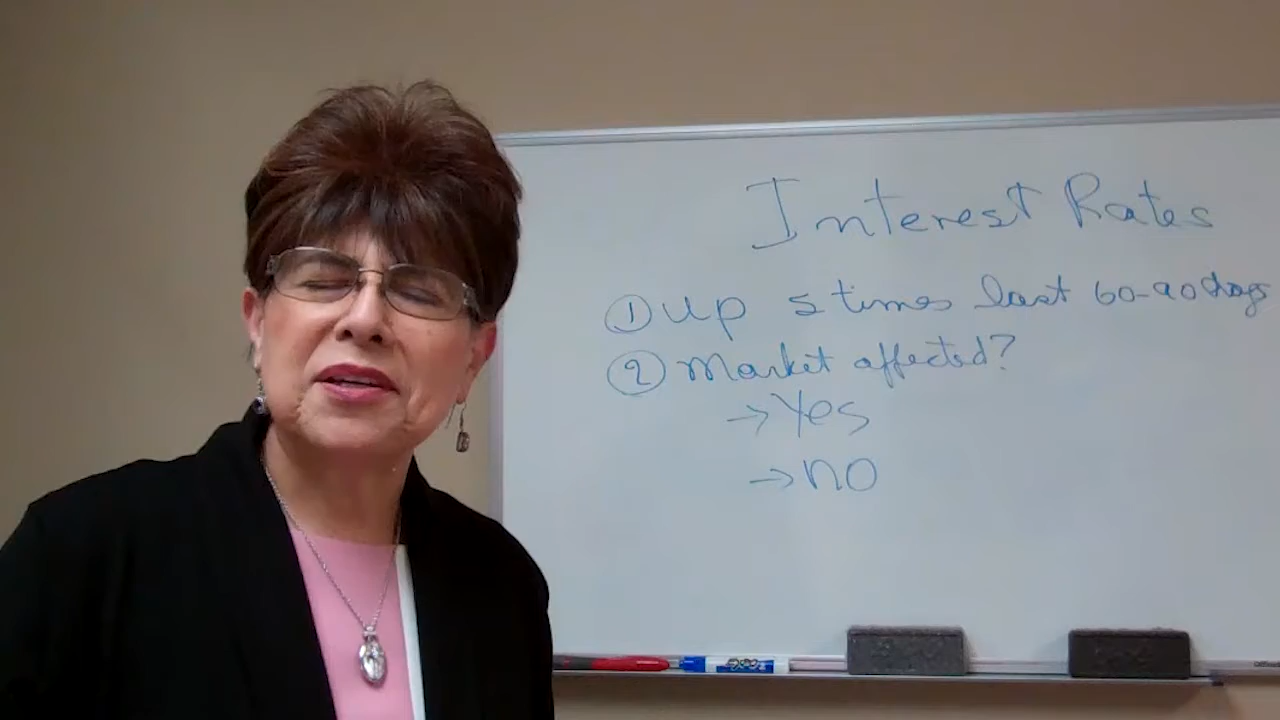 Interest Rates
① up 5 times last 60-90 days
② Market affected?
→ Yes
→ NO